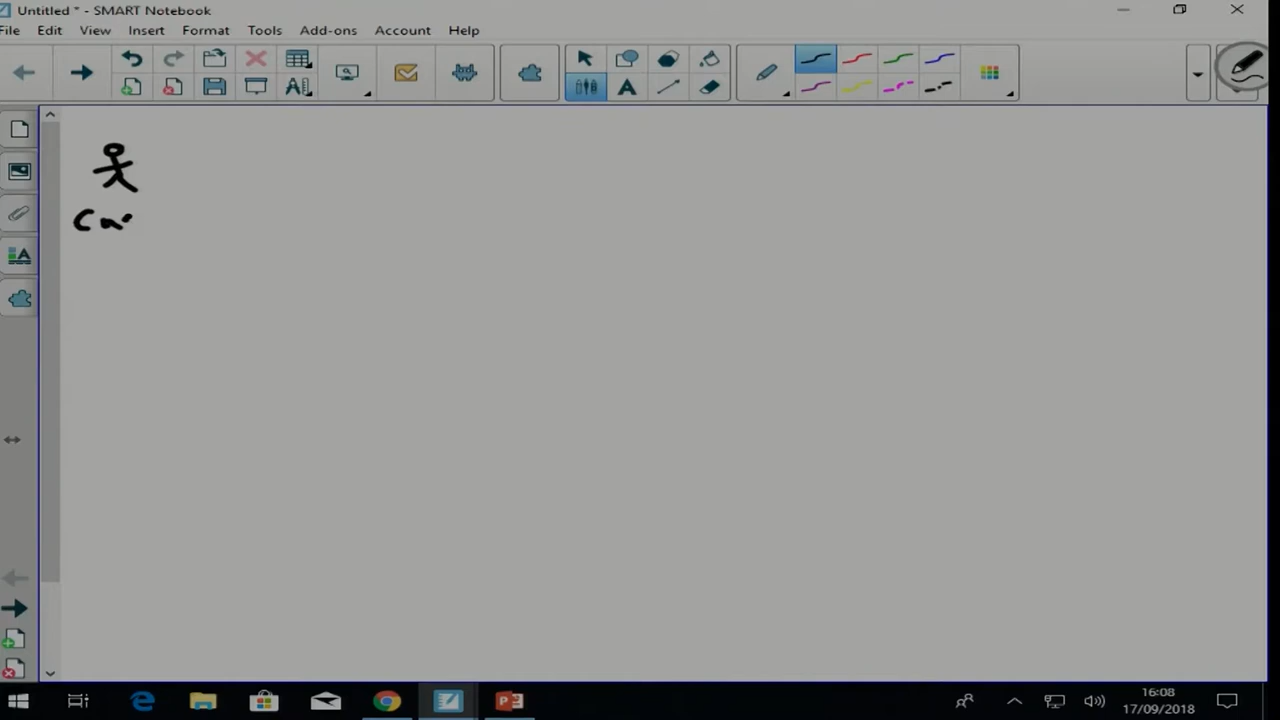 Untitled * - SMART Notebook
File Edit View Insert Format Tools Add-ons Account Help
16:08
17/09/2018